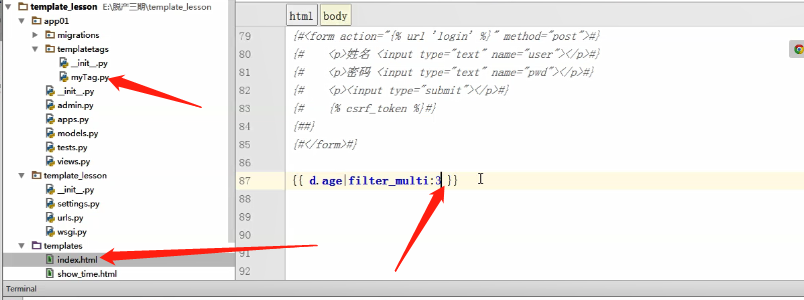 template_lesson E:\脱产三期\template_lesson
app01
migrations
templatetags
__init__.py
myTag.py
__init__.py
admin.py
apps.py
models.py
tests.py
views.py
template_lesson
__init__.py
settings.py
urls.py
wsgi.py
templates
index.html
show_time.html
Terminal
html body
79 {#<form action="{% url 'login' %}" method="post">#}
80 {# <p>姓名 <input type="text" name="user"></p>#}
81 {# <p>密码 <input type="text" name="pwd"></p>#}
82 {# <p><input type="submit"></p>#}
83 {# {% csrf_token %}#}
84 {##}
85 {#</form>#}
86
87 {{ d.age|filter_multi:3 }}
88
89
90
91
92